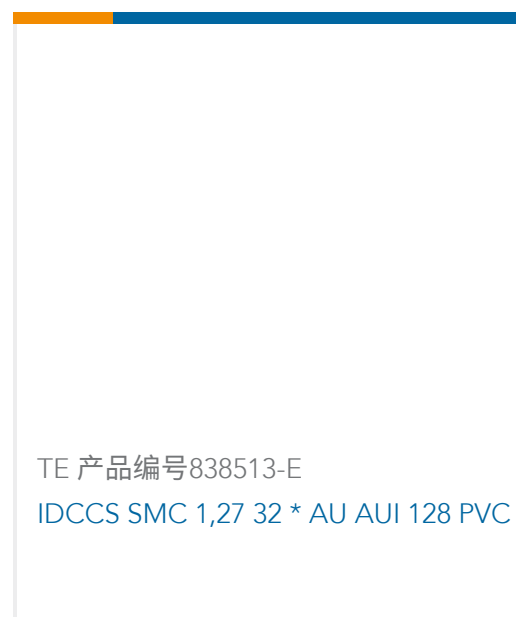 TE 产品编号838513-E
IDCCS SMC 1,27 32 * AU AUI 128 PVC